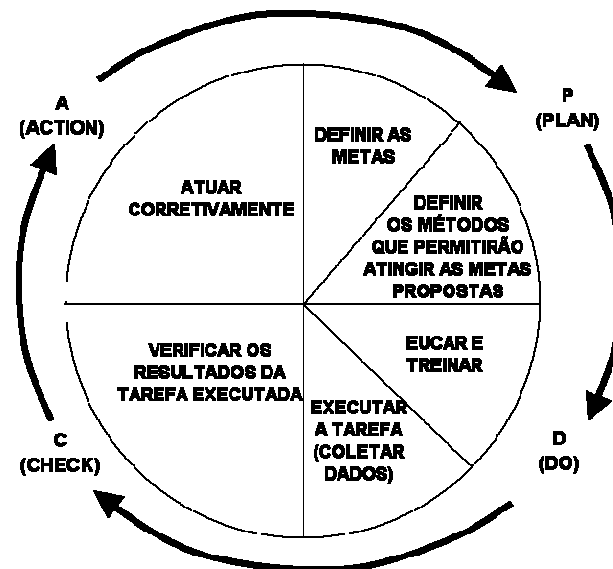 A
(ACTION)
P
(PLAN)
DEFINIR AS
METAS
ATUAR
CORRETIVAMENTE
DEFINIR
OS MÉTODOS
QUE PERMITIRÃO
ATINGIR AS METAS
PROPOSTAS
VERIFICAR OS
RESULTADOS DA
TAREFA EXECUTADA
EUCAR E
TREINAR
EXECUTAR
A TAREFA
(COLETAR
DADOS)
C
(CHECK)
D
(DO)